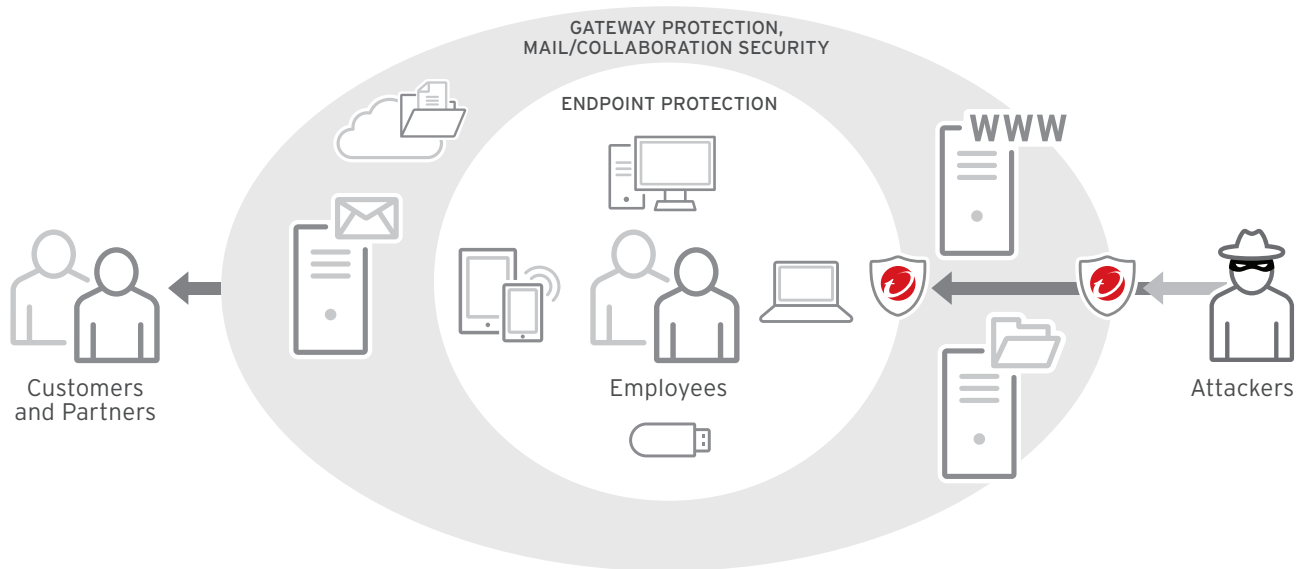 GATEWAY PROTECTION,
MAIL/COLLABORATION SECURITY
ENDPOINT PROTECTION
WWW
Customers
and Partners
Employees
Attackers